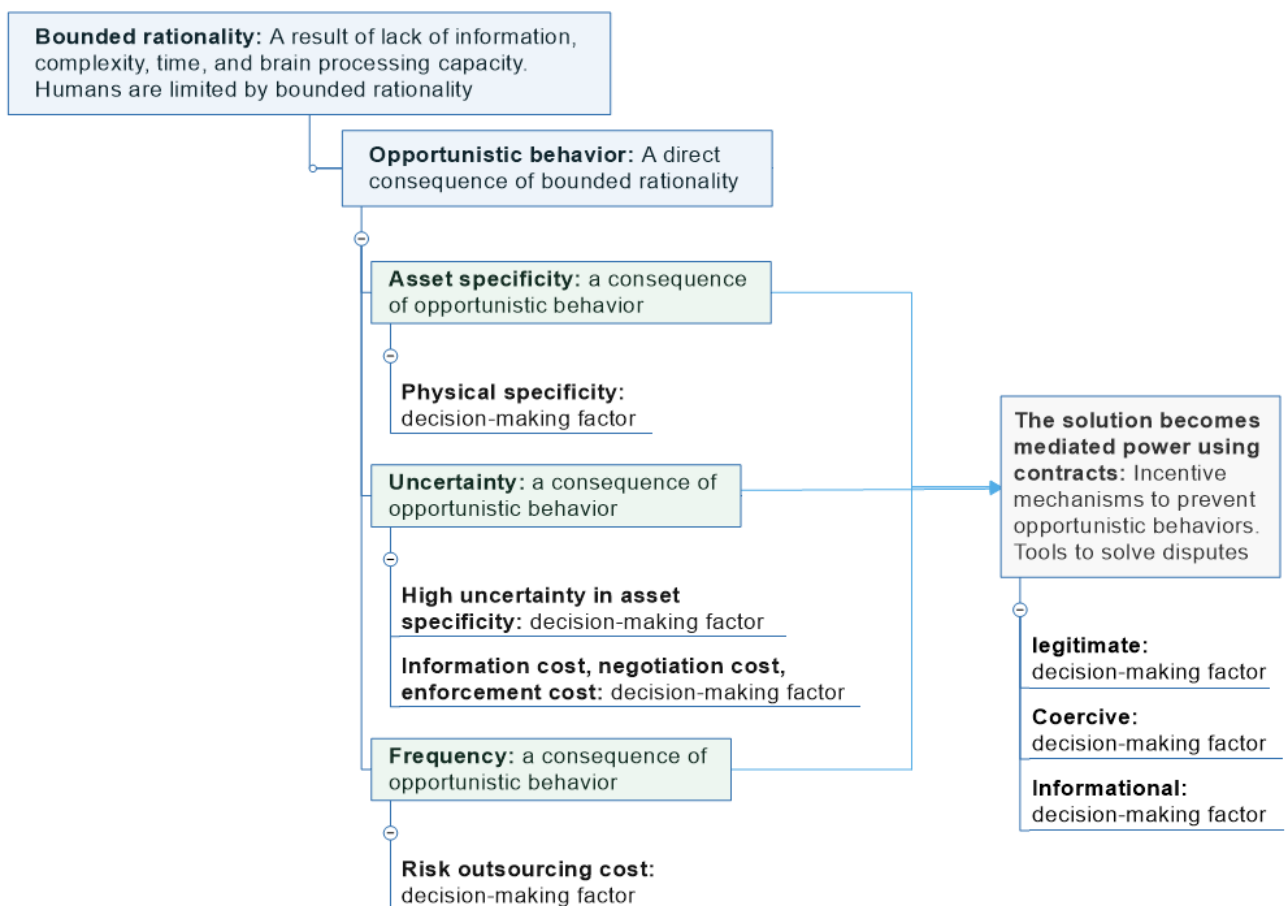 Bounded rationality: A result of lack of information,
complexity, time, and brain processing capacity.
Humans are limited by bounded rationality
Opportunistic behavior: A direct
consequence of bounded rationality
Asset specificity: a consequence
of opportunistic behavior
Physical specificity:
decision-making factor
Uncertainty: a consequence of
opportunistic behavior
High uncertainty in asset
specificity: decision-making factor
Information cost, negotiation cost,
enforcement cost: decision-making factor
Frequency: a consequence of
opportunistic behavior
Risk outsourcing cost:
decision-making factor
The solution becomes
mediated power using
contracts: Incentive
mechanisms to prevent
opportunistic behaviors.
Tools to solve disputes
legitimate:
decision-making factor
Coercive:
decision-making factor
Informational:
decision-making factor